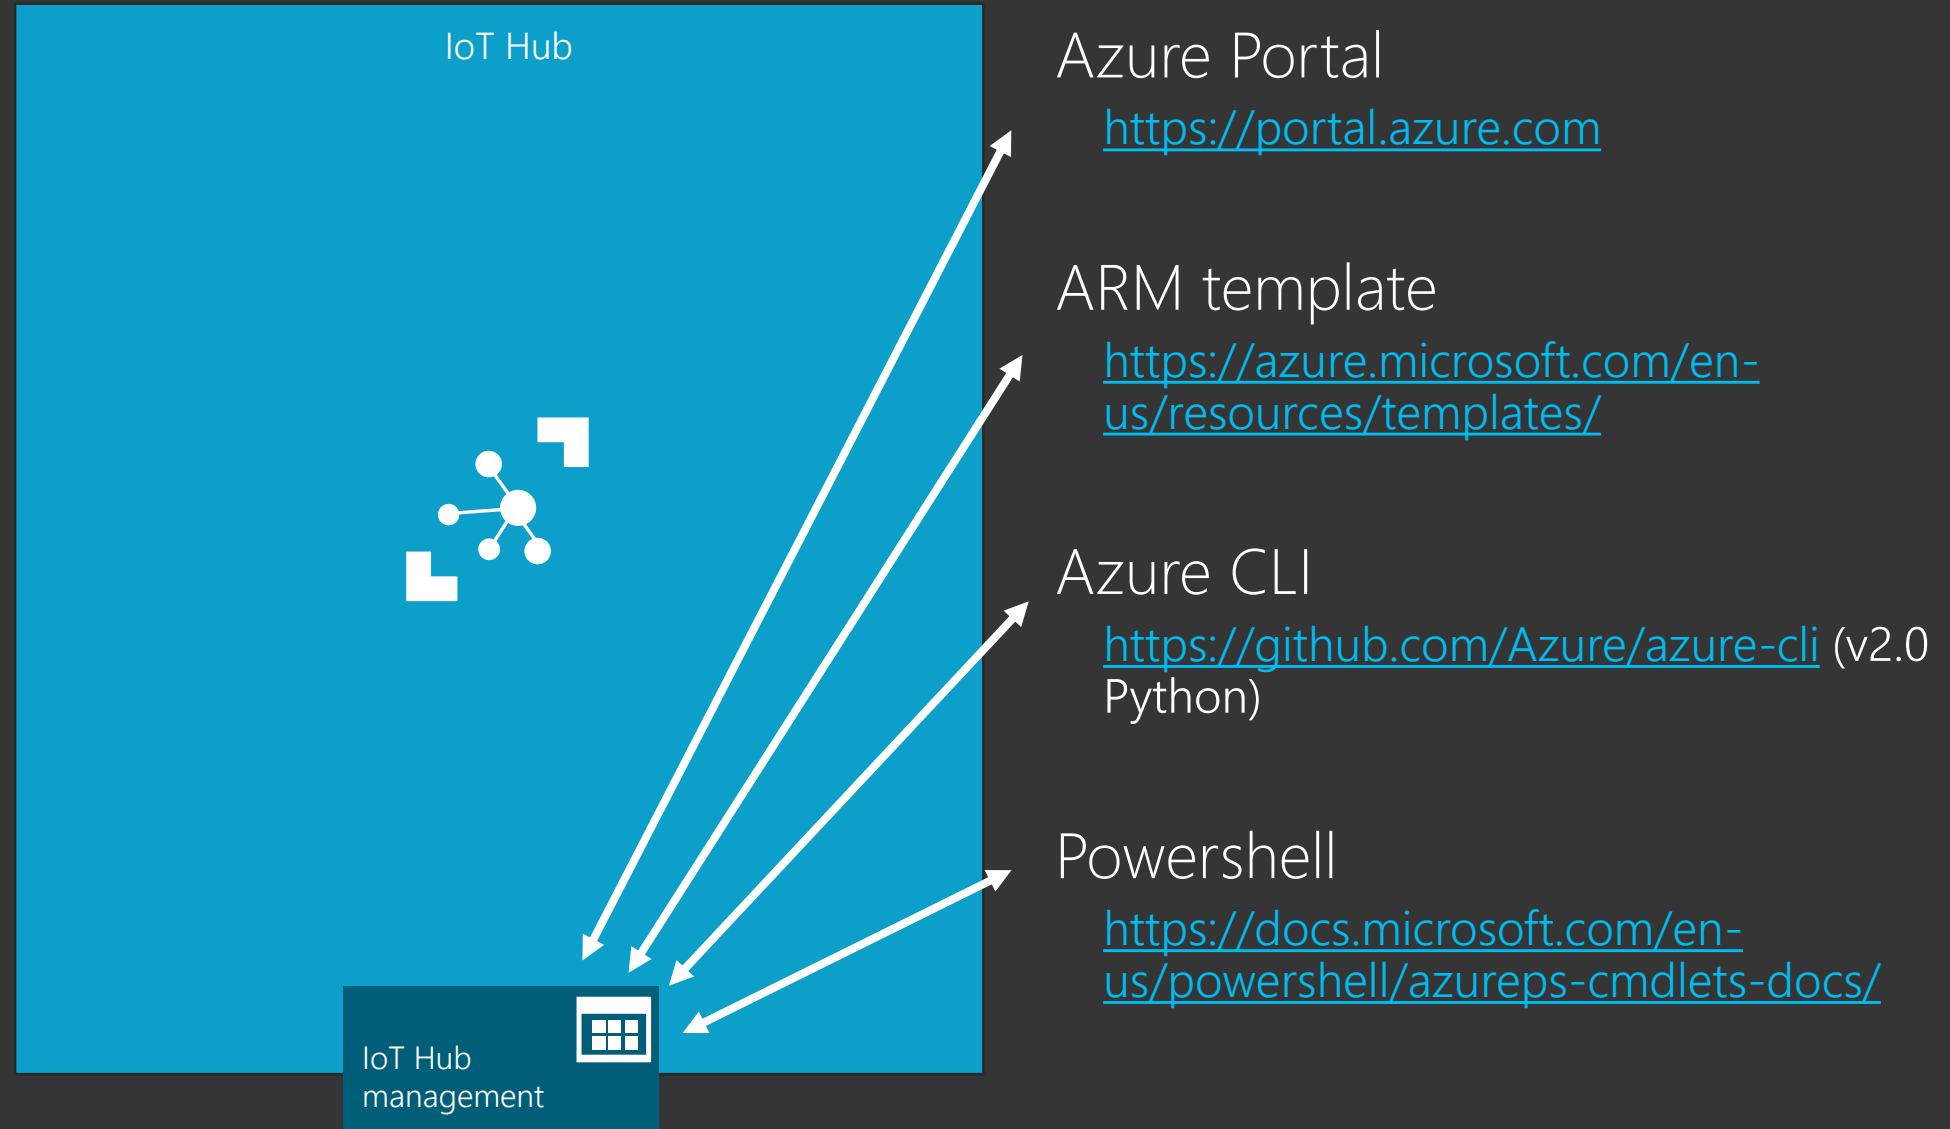 IoT Hub
IoT Hub
management
Azure Portal
https://portal.azure.com
ARM template
https://azure.microsoft.com/en-
us/resources/templates/
Azure CLI
https://github.com/Azure/azure-cli (v2.0
Python)
Powershell
https://docs.microsoft.com/en-
us/powershell/azureps-cmdlets-docs/